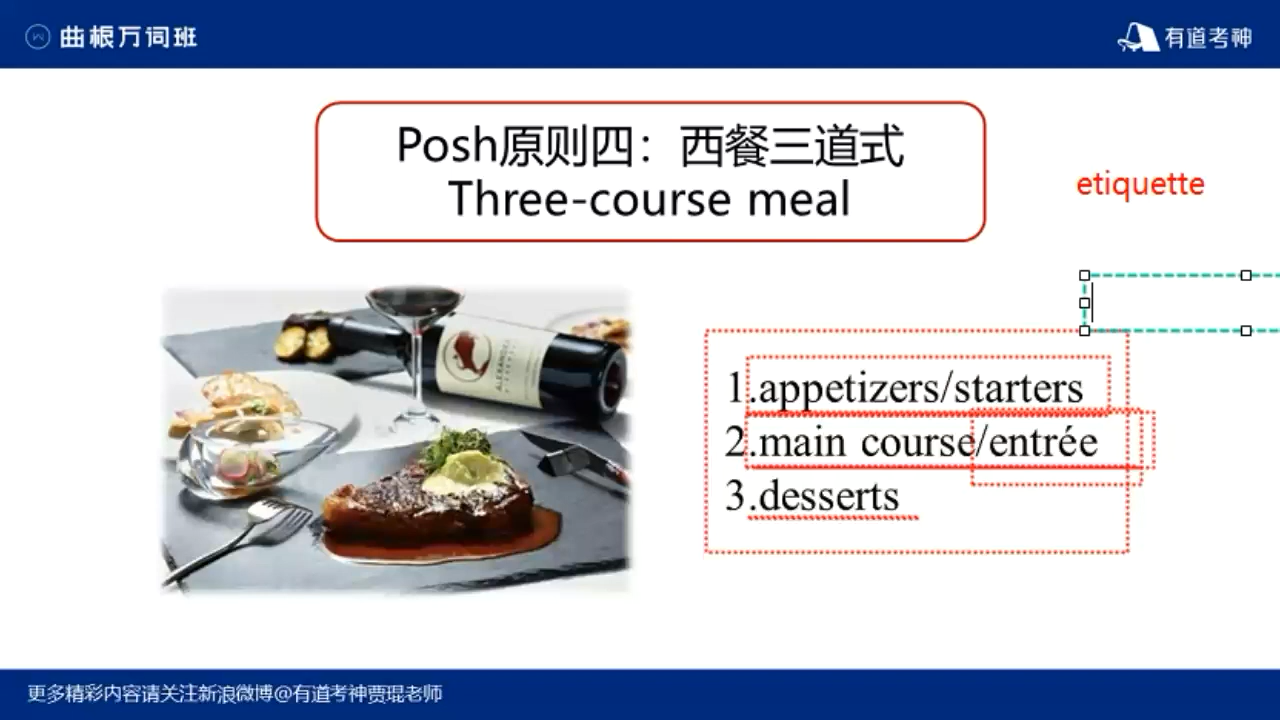 曲根万词班
有道考神
Posh原则四：西餐三道式
Three-course meal
etiquette
1.appetizers/starters
2.main course/entrée
3.desserts
更多精彩内容请关注新浪微博@有道考神贾琨老师